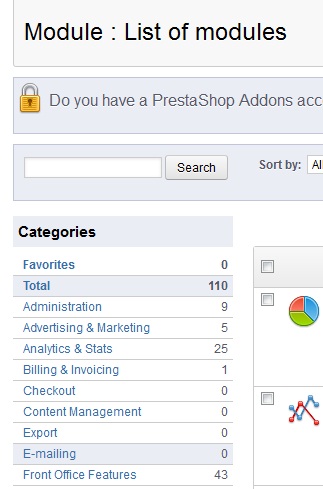 Module : List of modules
Do you have a PrestaShop Addons acc
Search Sort by: All
Categories
Favorites 0
Total 110
Administration 9
Advertising & Marketing 5
Analytics & Stats 25
Billing & Invoicing 1
Checkout 0
Content Management 0
Export 0
E-mailing 0
Front Office Features 43